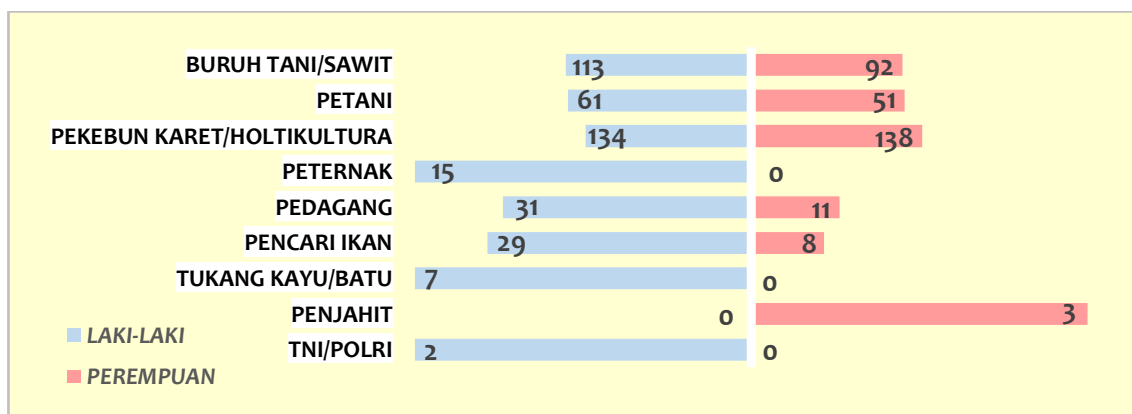 BURUH TANI/SAWIT 113 92
PETANI 61 51
PEKEBUN KARET/HOLTIKULTURA 134 138
PETERNAK 15 0
PEDAGANG 31 11
PENCARI IKAN 29 8
TUKANG KAYU/BATU 7 0
PENJAHIT 0 3
LAKI-LAKI
TNI/POLRI 2 0
PEREMPUAN